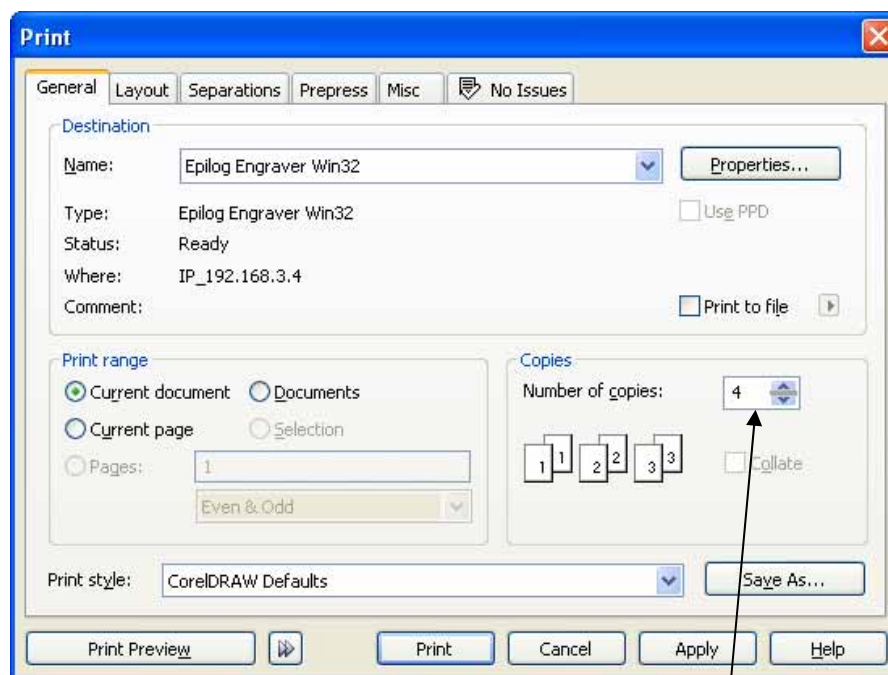 Print
General Layout Separations Prepress Misc No Issues
Destination
Name: Epilog Engraver Win32 Properties...
Type: Epilog Engraver Win32 Use PPD
Status: Ready
Where: IP_192.168.3.4
Comment: Print to file
Print range
Current document Documents
Current page Selection
Pages: 1
Even & Odd
Copies
Number of copies: 4
1 1 2 2 3 3 Collate
Print style: CorelDRAW Defaults Save As...
Print Preview Print Cancel Apply Help